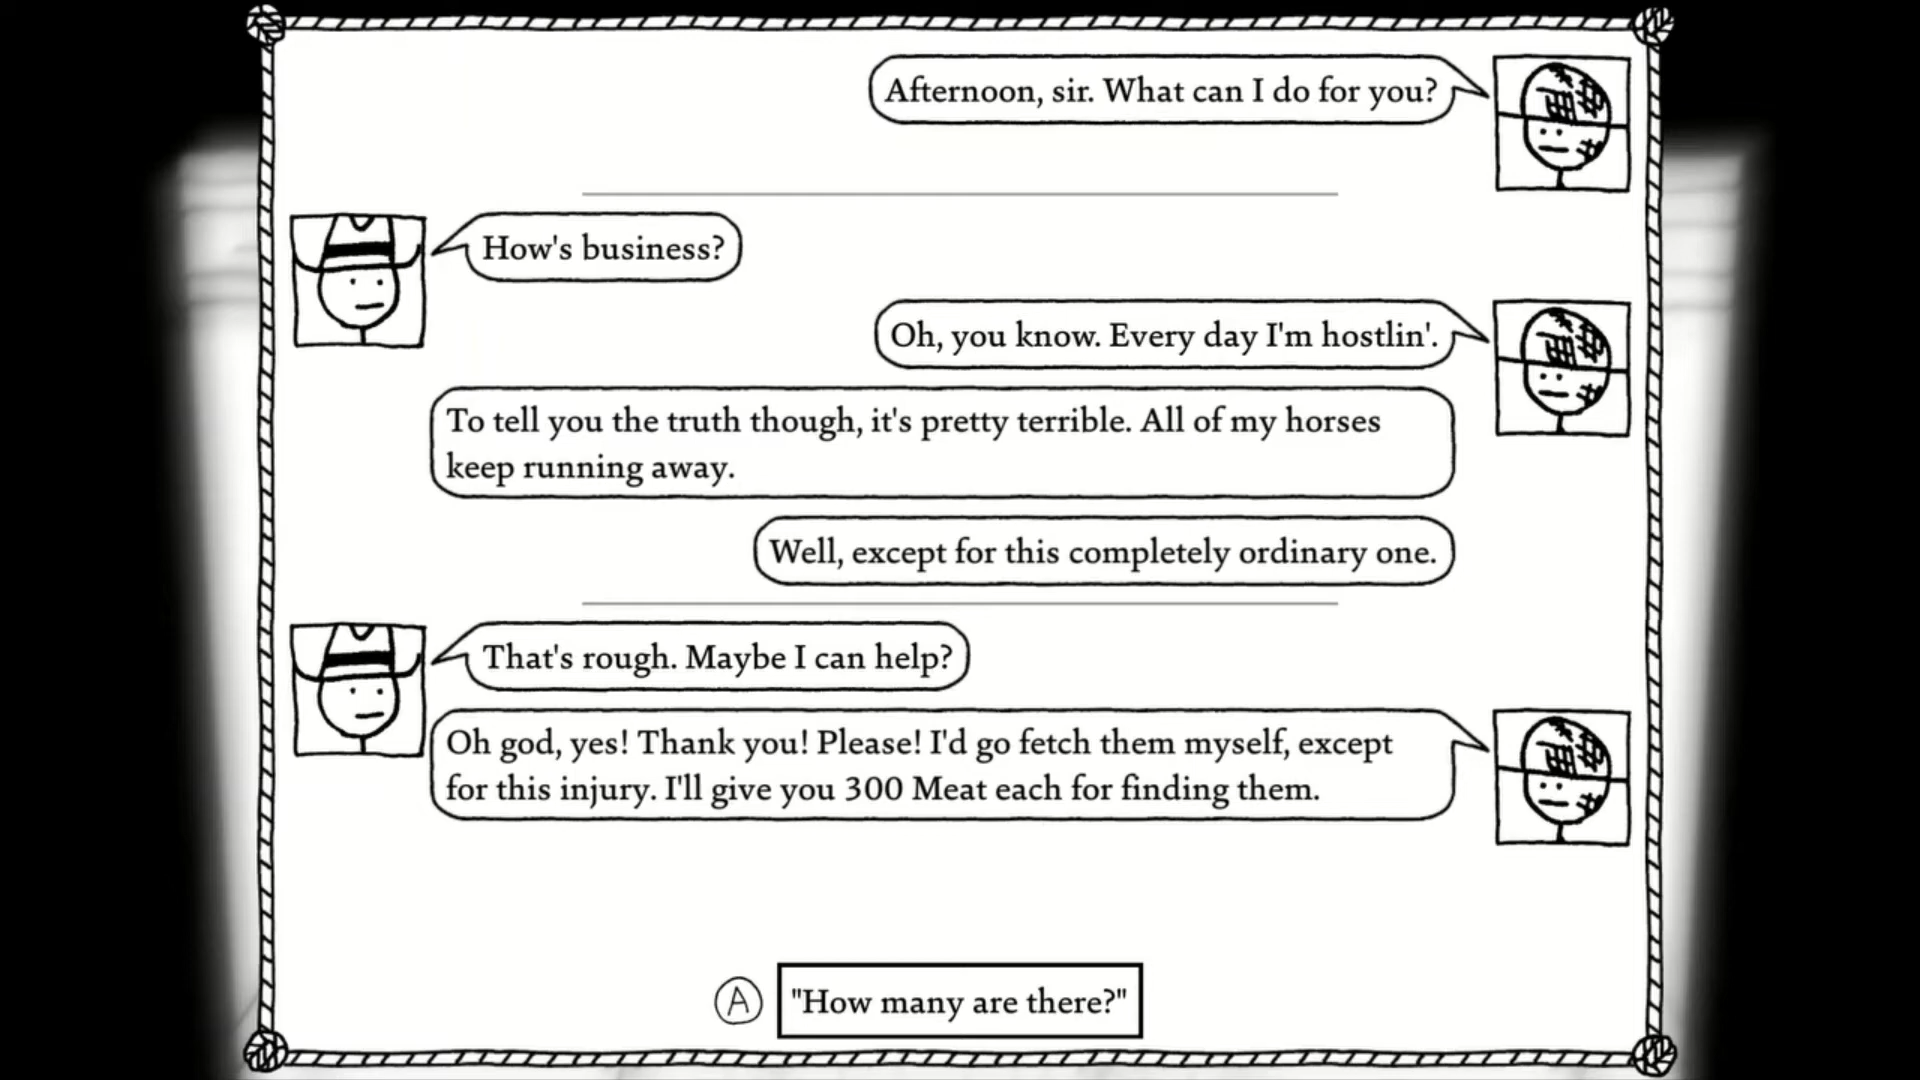 Afternoon, sir. What can I do for you?
How's business?
Oh, you know. Every day I'm hostlin'.
To tell you the truth though, it's pretty terrible. All of my horses
keep running away.
Well, except for this completely ordinary one.
That's rough. Maybe I can help?
Oh god, yes! Thank you! Please! I'd go fetch them myself, except
for this injury. I'll give you 300 Meat each for finding them.
A "How many are there?"